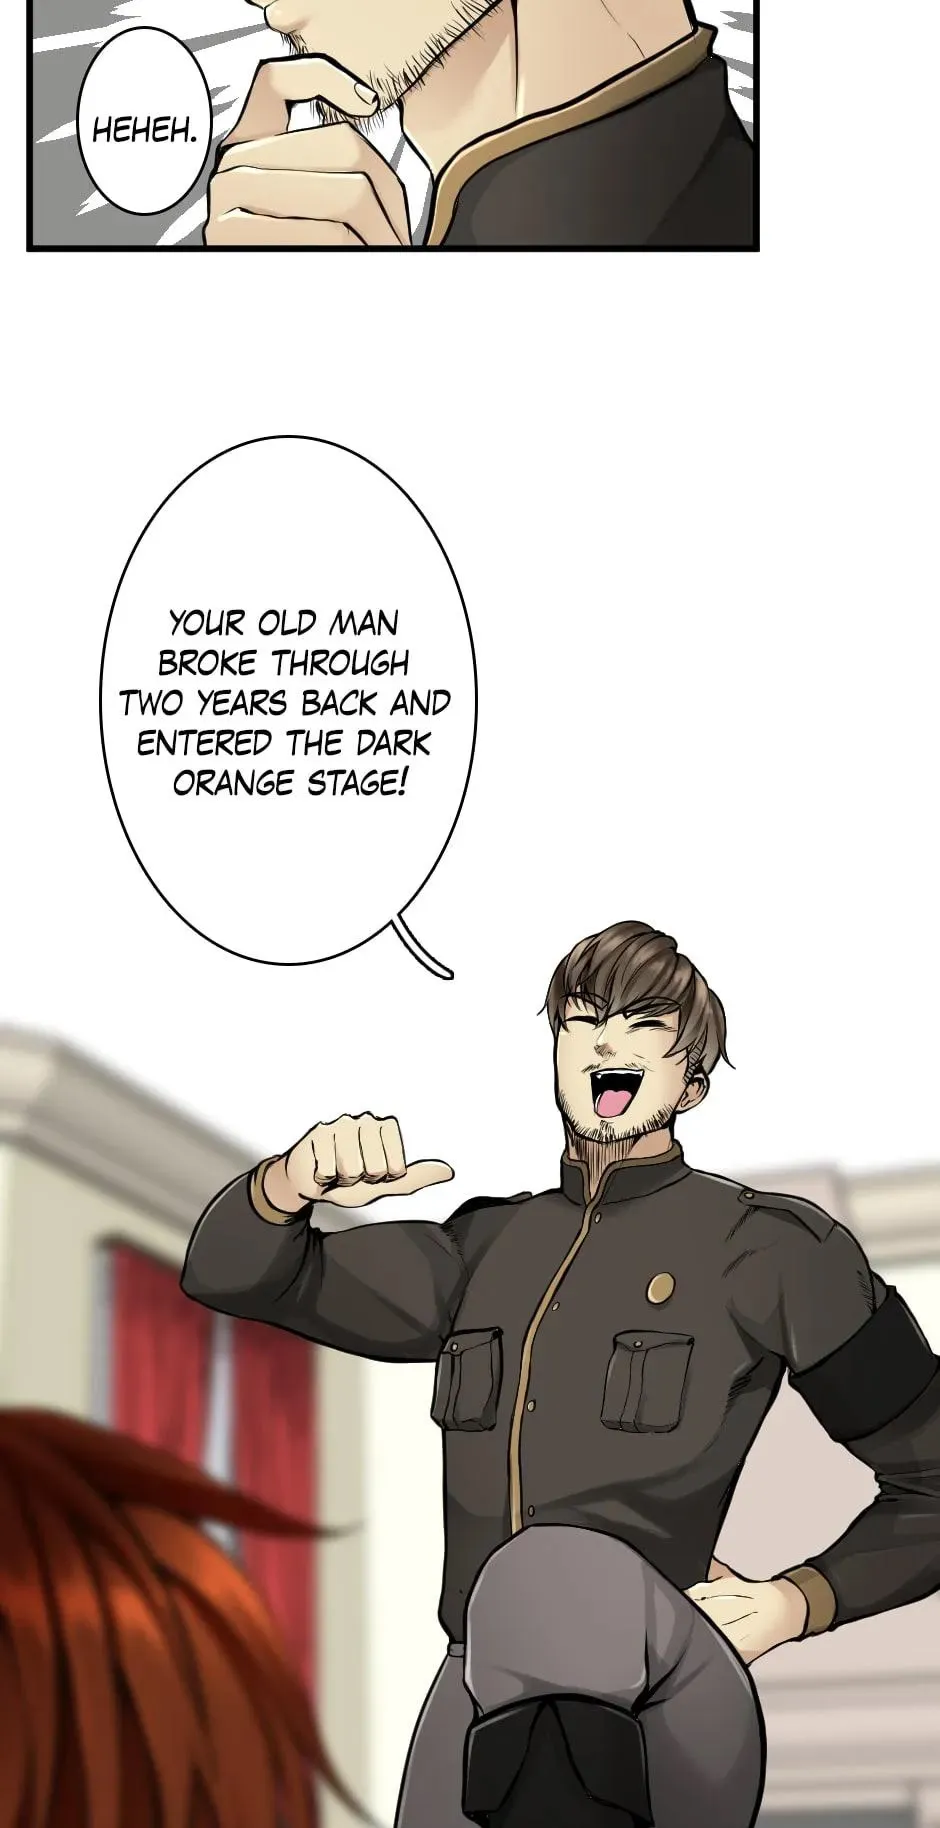 HEHEH.
YOUR OLD MAN
BROKE THROUGH
TWO YEARS BACK AND
ENTERED THE DARK
ORANGE STAGE!